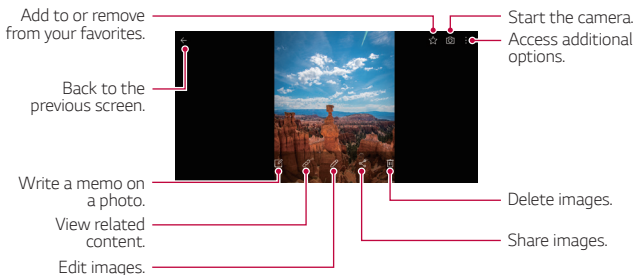 Add to or remove
from your favorites.
Start the camera.
Access additional
options.
Back to the
previous screen.
Write a memo on
a photo.
View related
content.
Edit images.
Delete images.
Share images.